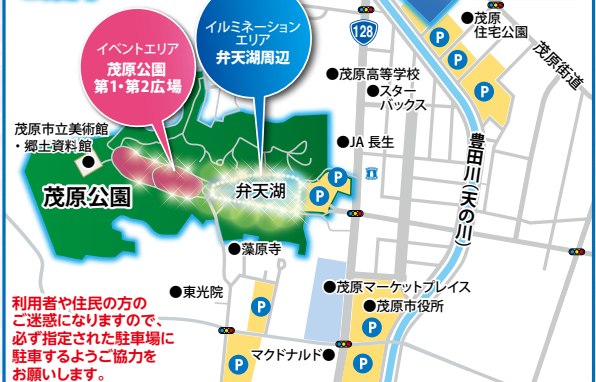 イベントエリア
茂原公園
第1・第2広場
イルミネーション
エリア
弁天湖周辺
128
P
P
P
茂原
住宅公園
茂原街道
茂原高等学校
スター
バックス
JA 長生
茂原市立美術館
・郷土資料館
茂原公園
弁天湖
P
P
豊田川(天の川)
藻原寺
東光院
茂原マーケットプレイス
茂原市役所
P
P
P
P
マクドナルド
利用者や住民の方の
ご迷惑になりますので、
必ず指定された駐車場に
駐車するようご協力を
お願いします。